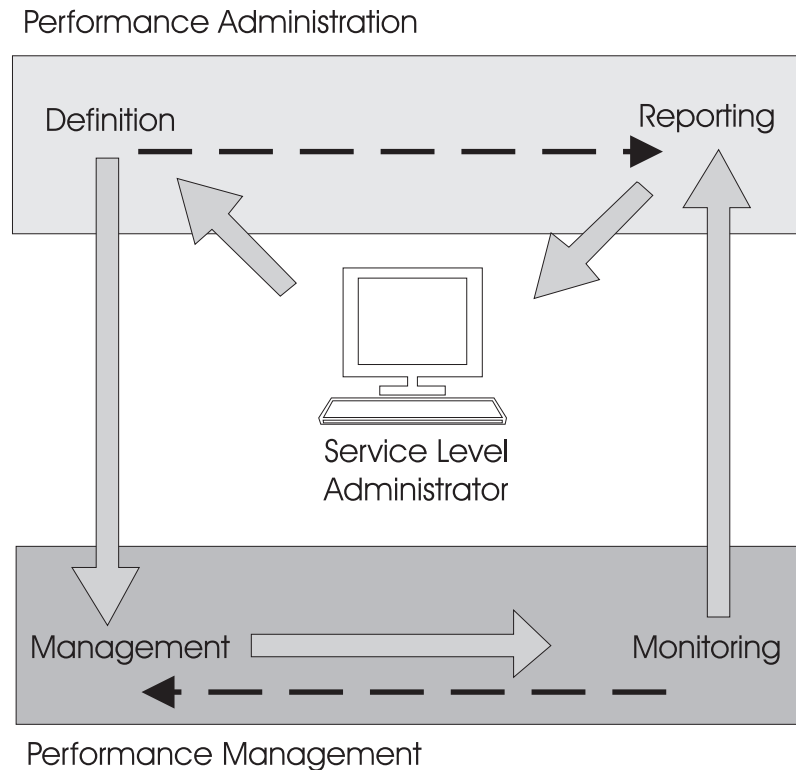 Performance Administration
Definition
Reporting
Service Level
Administrator
Management
Monitoring
Performance Management